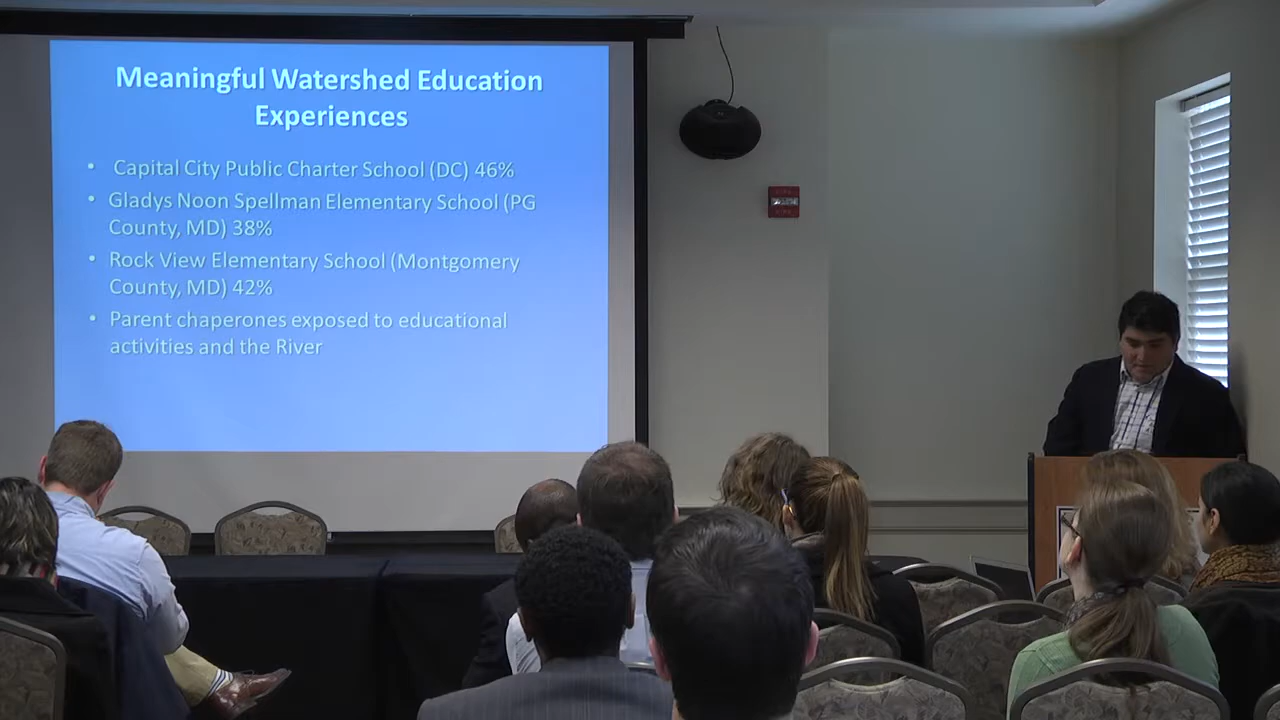 Meaningful Watershed Education
Experiences
• Capital City Public Charter School (DC) 46%
• Gladys Noon Spellman Elementary School (PG
County, MD) 38%
• Rock View Elementary School (Montgomery
County, MD) 42%
• Parent chaperones exposed to educational
activities and the River